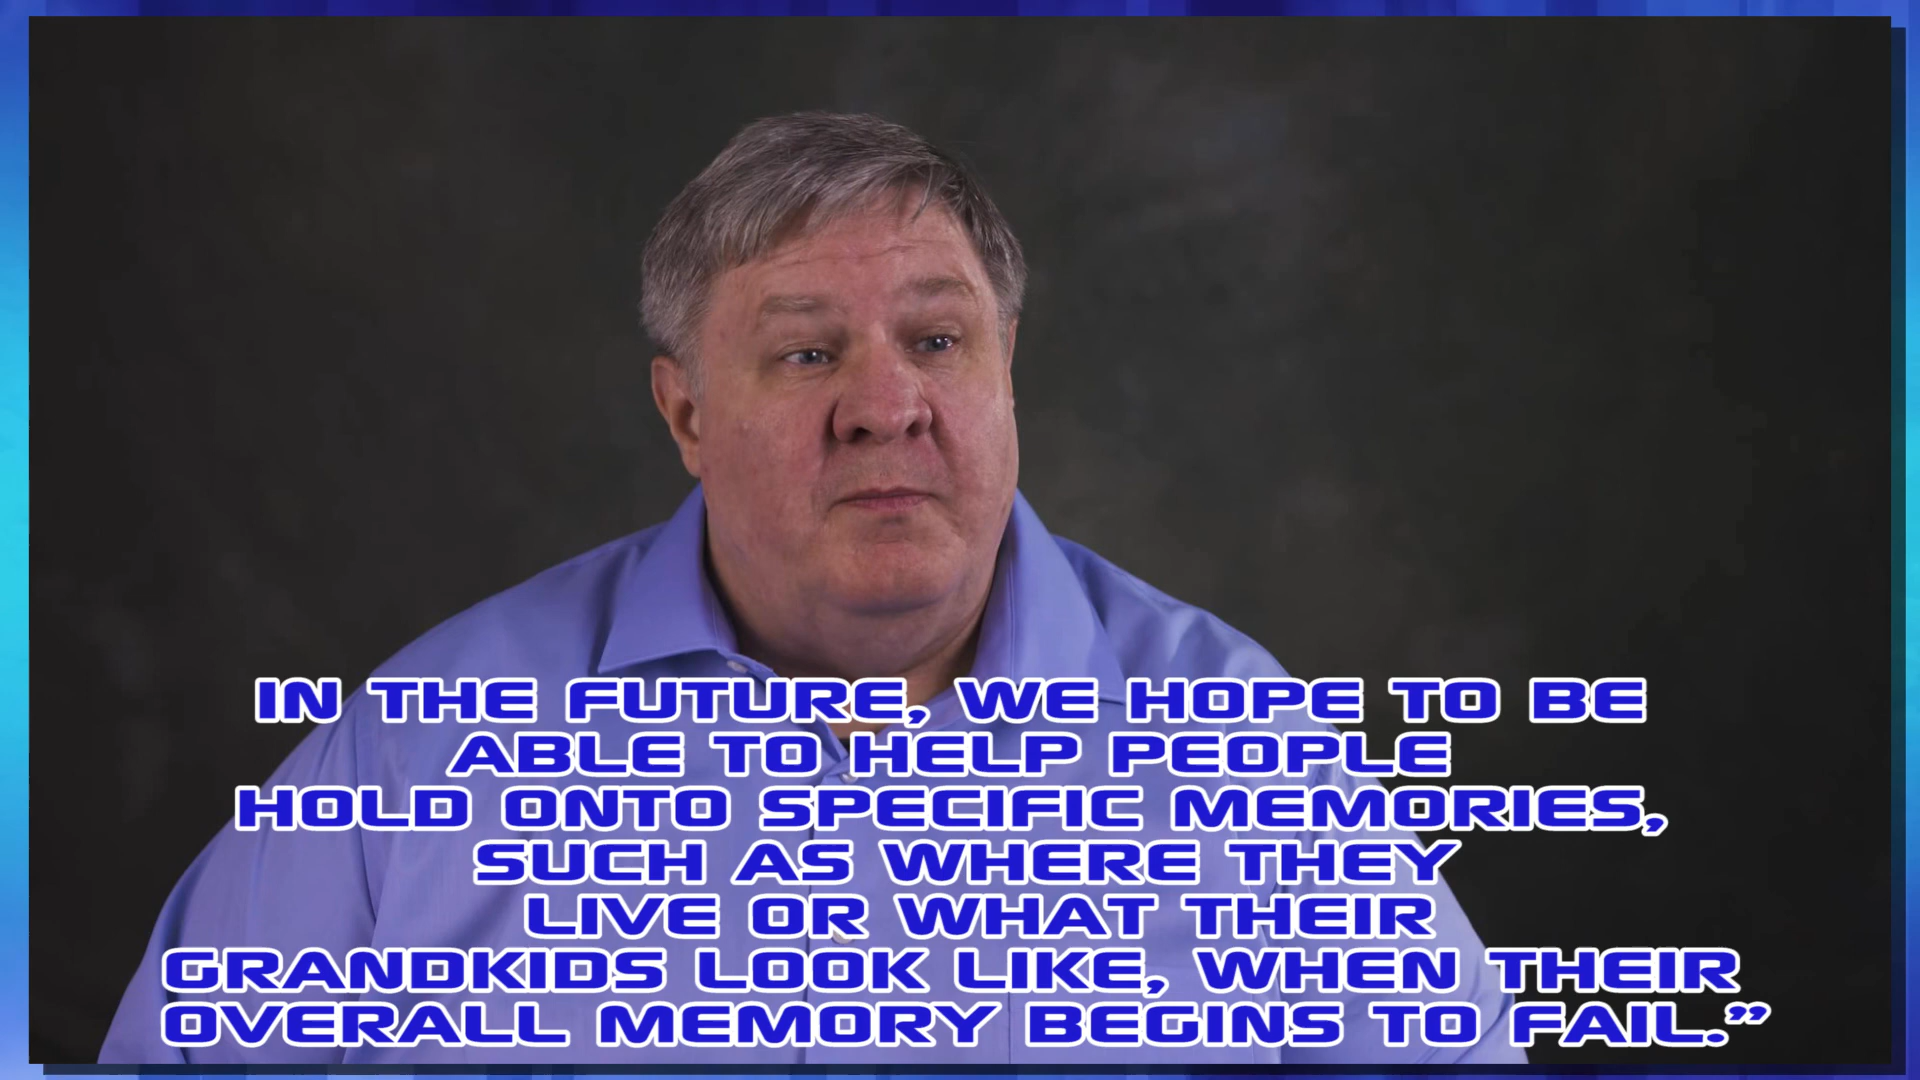 IN THE FUTURE, WE HOPE TO BE
ABLE TO HELP PEOPLE
HOLD ONTO SPECIFIC MEMORIES,
SUCH AS WHERE THEY
LIVE OR WHAT THEIR
GRANDKIDS LOOK LIKE, WHEN THEIR
OVERALL MEMORY BEGINS TO FAIL.”